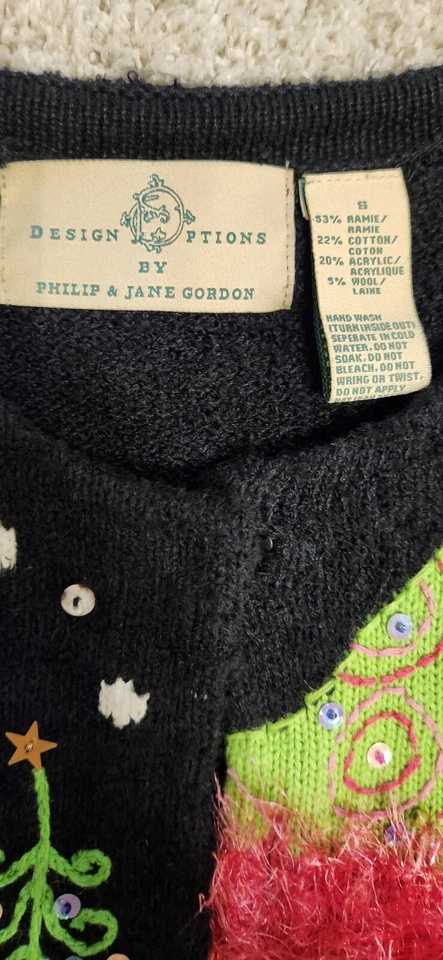 DESIGN OPTIONS
BY
PHILIP & JANE GORDON
S
53% RAMIE/
RAMIE
22% COTTON/
COTON
20% ACRYLIC/
ACRYLIQUE
5% WOOL/
LAINE
HAND WASH
(TURN INSIDE OUT)
SEPERATE IN COLD
WATER. DO NOT
SOAK. DO NOT
BLEACH. DO NOT
WRING OR TWIST.
DO NOT APPLY